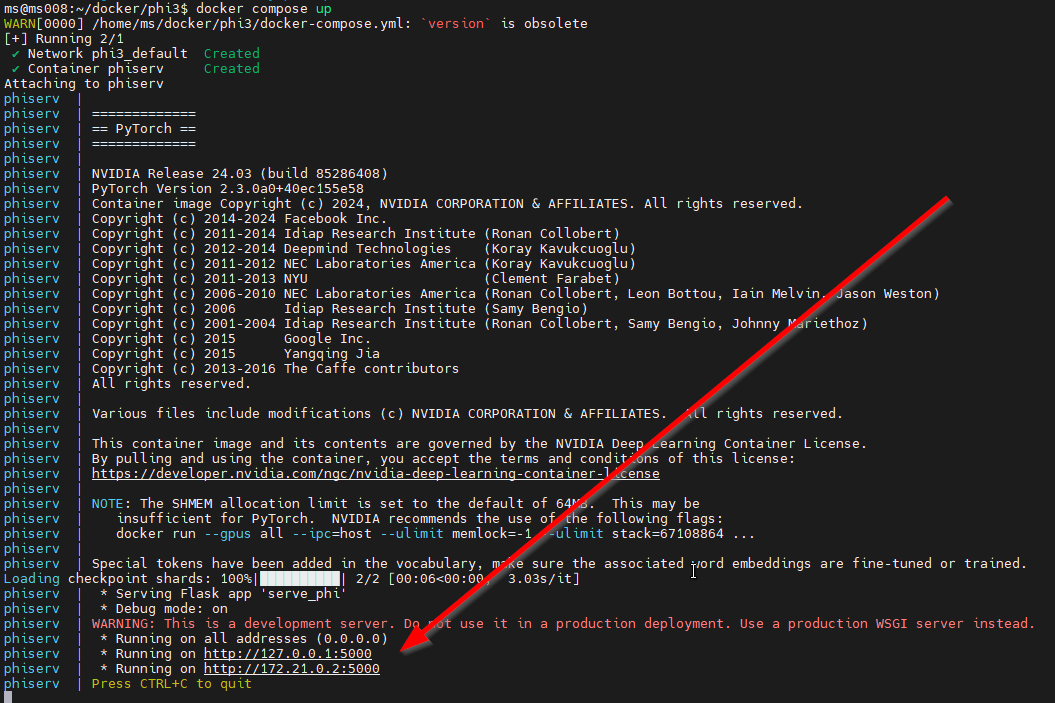 ms@ms008:~/docker/phi3$ docker compose up
WARN[0000] /home/ms/docker/phi3/docker-compose.yml: `version` is obsolete
[+] Running 2/1
✔ Network phi3_default  Created
✔ Container phiserv     Created
Attaching to phiserv
phiserv  |
phiserv  | =============
phiserv  | == PyTorch ==
phiserv  | =============
phiserv  |
phiserv  | NVIDIA Release 24.03 (build 85286408)
phiserv  | PyTorch Version 2.3.0a0+40ec155e58
phiserv  | Container image Copyright (c) 2024, NVIDIA CORPORATION & AFFILIATES. All rights reserved.
phiserv  | Copyright (c) 2014-2024 Facebook Inc.
phiserv  | Copyright (c) 2011-2014 Idiap Research Institute (Ronan Collobert)
phiserv  | Copyright (c) 2012-2014 Deepmind Technologies    (Koray Kavukcuoglu)
phiserv  | Copyright (c) 2011-2012 NEC Laboratories America (Koray Kavukcuoglu)
phiserv  | Copyright (c) 2011-2013 NYU                      (Clement Farabet)
phiserv  | Copyright (c) 2006-2010 NEC Laboratories America (Ronan Collobert, Leon Bottou, Iain Melvin, Jason Weston)
phiserv  | Copyright (c) 2006      Idiap Research Institute (Samy Bengio)
phiserv  | Copyright (c) 2001-2004 Idiap Research Institute (Ronan Collobert, Samy Bengio, Johnny Mariethoz)
phiserv  | Copyright (c) 2015      Google Inc.
phiserv  | Copyright (c) 2015      Yangqing Jia
phiserv  | Copyright (c) 2013-2016 The Caffe contributors
phiserv  | All rights reserved.
phiserv  |
phiserv  | Various files include modifications (c) NVIDIA CORPORATION & AFFILIATES.  All rights reserved.
phiserv  |
phiserv  | This container image and its contents are governed by the NVIDIA Deep Learning Container License.
phiserv  | By pulling and using the container, you accept the terms and conditions of this license:
phiserv  | https://developer.nvidia.com/ngc/nvidia-deep-learning-container-license
phiserv  |
phiserv  | NOTE: The SHMEM allocation limit is set to the default of 64MB.  This may be
phiserv  |    insufficient for PyTorch.  NVIDIA recommends the use of the following flags:
phiserv  |    docker run --gpus all --ipc=host --ulimit memlock=-1 --ulimit stack=67108864 ...
phiserv  |
phiserv  | Special tokens have been added in the vocabulary, make sure the associated word embeddings are fine-tuned or trained.
Loading checkpoint shards: 100%|██████████| 2/2 [00:06<00:00,  3.03s/it]
phiserv  |  * Serving Flask app 'serve_phi'
phiserv  |  * Debug mode: on
phiserv  | WARNING: This is a development server. Do not use it in a production deployment. Use a production WSGI server instead.
phiserv  |  * Running on all addresses (0.0.0.0)
phiserv  |  * Running on http://127.0.0.1:5000
phiserv  |  * Running on http://172.21.0.2:5000
phiserv  | Press CTRL+C to quit